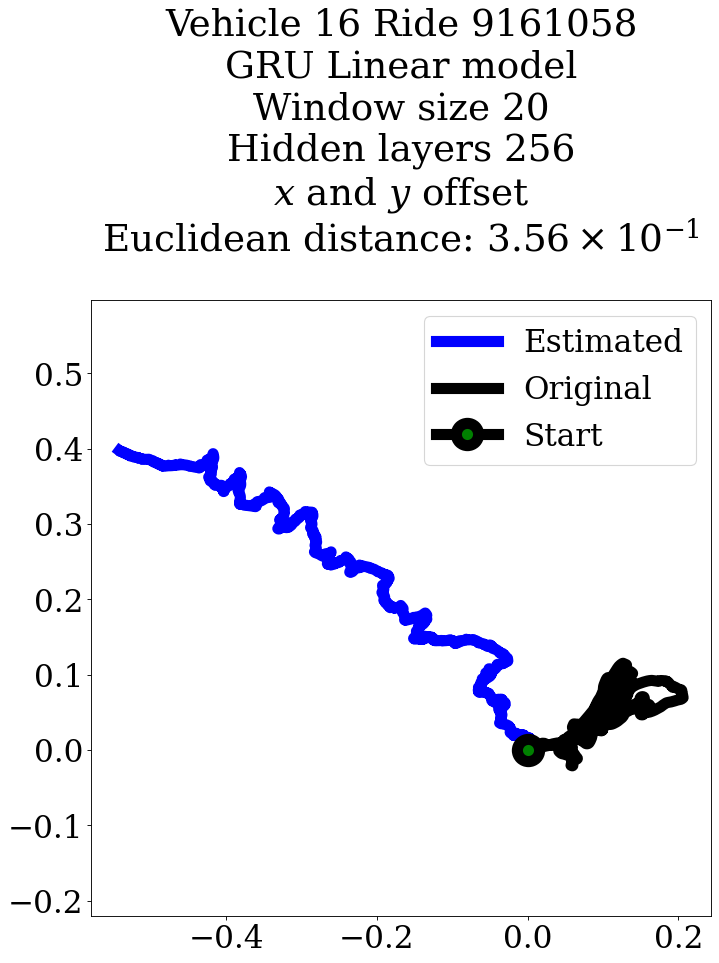 Vehicle 16 Ride 9161058
GRU Linear model
Window size 20
Hidden layers 256
x and y offset
Euclidean distance: 3.56 × 10⁻¹
Estimated
Original
Start
0.5
0.4
0.3
0.2
0.1
0.0
−0.1
−0.2
−0.4 −0.2 0.0 0.2